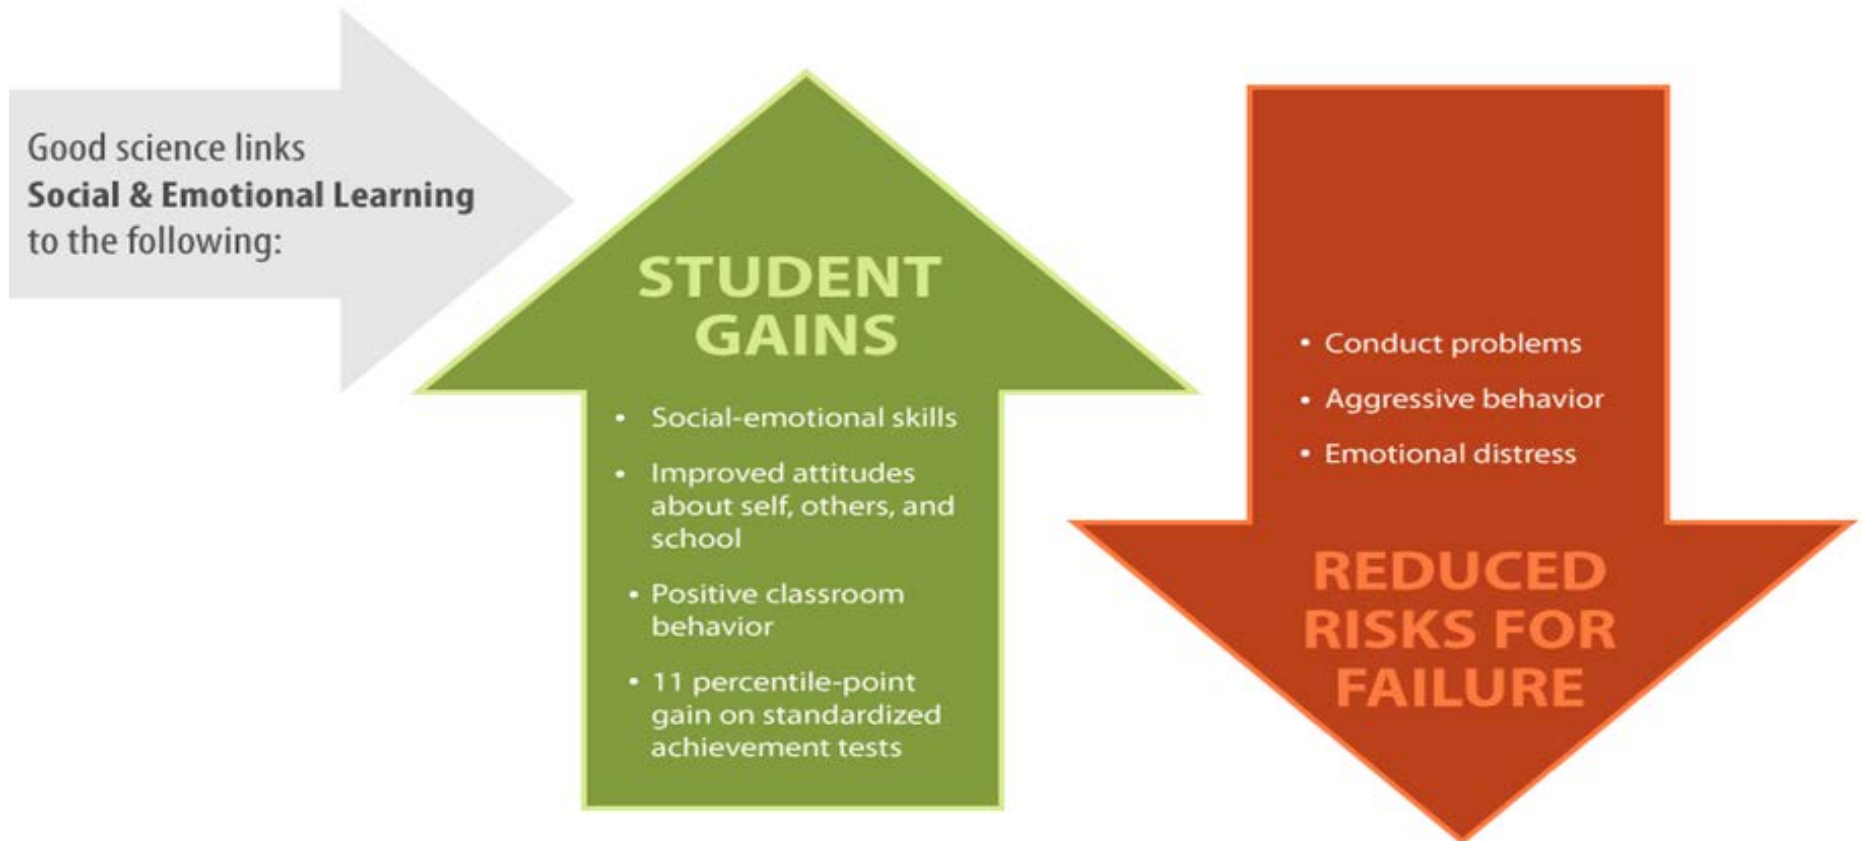 Good science links
Social & Emotional Learning
to the following:
STUDENT
GAINS
• Social-emotional skills
• Improved attitudes
about self, others, and
school
• Positive classroom
behavior
• 11 percentile-point
gain on standardized
achievement tests
• Conduct problems
• Aggressive behavior
• Emotional distress
REDUCED
RISKS FOR
FAILURE